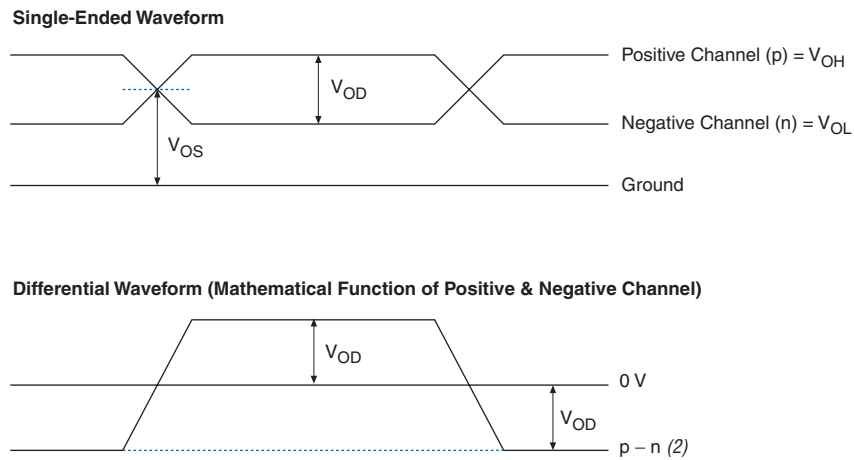 Single-Ended Waveform
Positive Channel (p) = VOH
VOD
Negative Channel (n) = VOL
VOS
Ground
Differential Waveform (Mathematical Function of Positive & Negative Channel)
VOD
0 V
VOD
p − n (2)